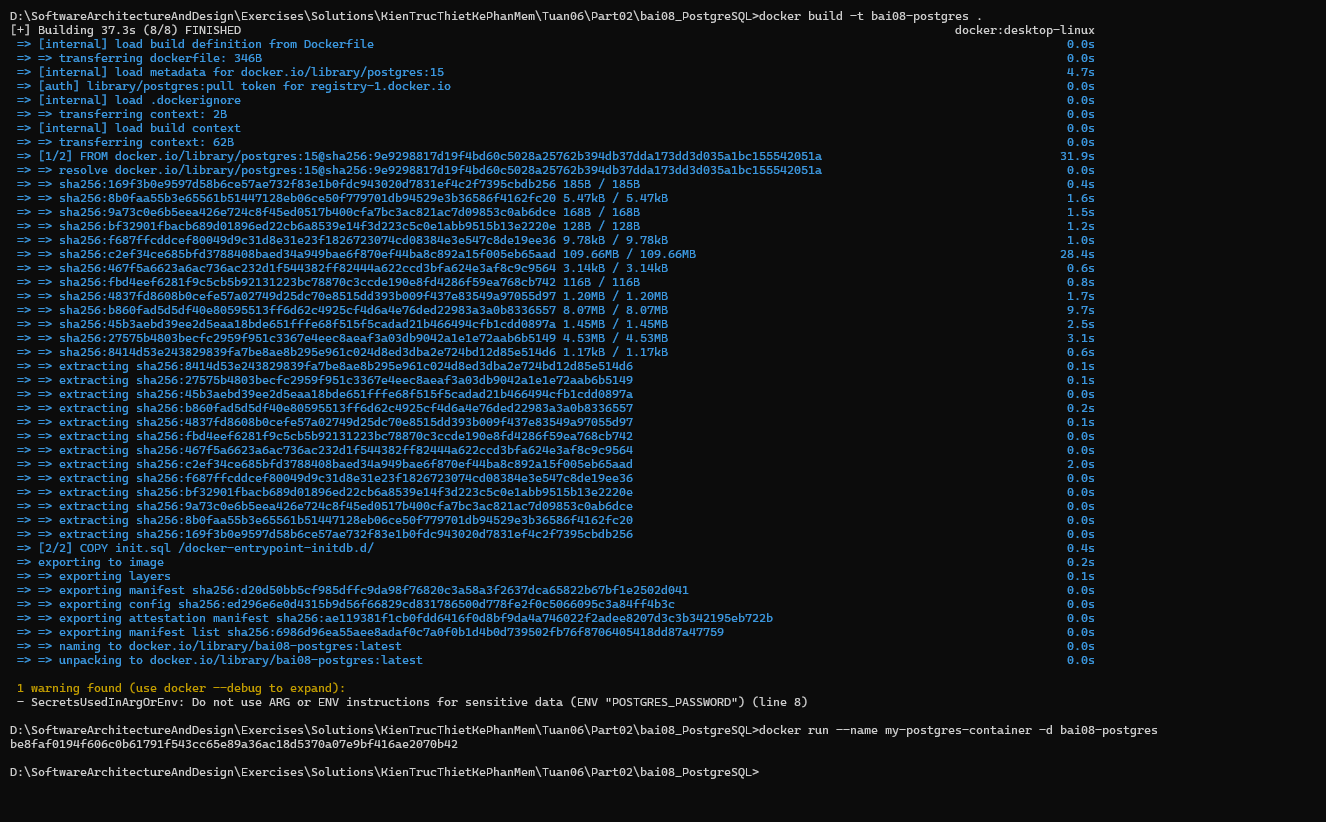 D:\SoftwareArchitectureAndDesign\Exercises\Solutions\KienTrucThietKePhanMem\Tuan06\Part02\bai08_PostgreSQL>docker build -t bai08-postgres .
[+] Building 37.3s (8/8) FINISHED docker:desktop-linux
=> [internal] load build definition from Dockerfile 0.0s
=> => transferring dockerfile: 346B 0.0s
=> [internal] load metadata for docker.io/library/postgres:15 4.7s
=> [auth] library/postgres:pull token for registry-1.docker.io 0.0s
=> [internal] load .dockerignore 0.0s
=> => transferring context: 2B 0.0s
=> [internal] load build context 0.0s
=> => transferring context: 62B 0.0s
=> [1/2] FROM docker.io/library/postgres:15@sha256:9e9298817d19f4bd60c5028a25762b394db37dda173dd3d035a1bc155542051a 31.9s
=> => resolve docker.io/library/postgres:15@sha256:9e9298817d19f4bd60c5028a25762b394db37dda173dd3d035a1bc155542051a 0.0s
=> => sha256:169f3b0e9597d58b6ce57ae732f83e1b0fdc943020d7831ef4c2f7395cbdb256 185B / 185B 0.4s
=> => sha256:8b0faa55b3e65561b51447128eb06ce50f779701db94529e3b36586f4162fc20 5.47kB / 5.47kB 1.6s
=> => sha256:9a73c0e6b5eea426e724c8f45ed0517b400cfa7bc3ac821ac7d09853c0ab6dce 168B / 168B 1.5s
=> => sha256:bf32901fbacb689d01896ed22cb6a8539e14f3d223c5c0e1abb9515b13e2220e 128B / 128B 1.2s
=> => sha256:f687ffcddcef80049d9c31d8e31e23f1826723074cd08384e3e547c8de19ee36 9.78kB / 9.78kB 1.0s
=> => sha256:c2ef34ce685bfd3788408baed34a949bae6f870ef44ba8c892a15f005eb65aad 109.66MB / 109.66MB 28.4s
=> => sha256:467f5a6623a6ac736ac232d1f544382ff82444a622ccd3bfa624e3af8c9c9564 3.14kB / 3.14kB 0.6s
=> => sha256:fbd4eef6281f9c5cb5b92131223bc78870c3ccde190e8fd4286f59ea768cb742 116B / 116B 0.8s
=> => sha256:4837fd8608b0cefe57a02749d25dc70e8515dd393b009f437e83549a97055d97 1.20MB / 1.20MB 1.7s
=> => sha256:b860fad5d5df40e80595513ff6d62c4925cf4d6a4e76ded22983a3a0b8336557 8.07MB / 8.07MB 9.7s
=> => sha256:45b3aebd39ee2d5eaa18bde651fffe68f515f5cadad21b466494cfb1cdd0897a 1.45MB / 1.45MB 2.5s
=> => sha256:27575b4803becfc2959f951c3367e4eec8aeaf3a03db9042a1e1e72aab6b5149 4.53MB / 4.53MB 3.1s
=> => sha256:8414d53e243829839fa7be8ae8b295e961c024d8ed3dba2e724bd12d85e514d6 1.17kB / 1.17kB 0.6s
=> => extracting sha256:8414d53e243829839fa7be8ae8b295e961c024d8ed3dba2e724bd12d85e514d6 0.1s
=> => extracting sha256:27575b4803becfc2959f951c3367e4eec8aeaf3a03db9042a1e1e72aab6b5149 0.1s
=> => extracting sha256:45b3aebd39ee2d5eaa18bde651fffe68f515f5cadad21b466494cfb1cdd0897a 0.0s
=> => extracting sha256:b860fad5d5df40e80595513ff6d62c4925cf4d6a4e76ded22983a3a0b8336557 0.2s
=> => extracting sha256:4837fd8608b0cefe57a02749d25dc70e8515dd393b009f437e83549a97055d97 0.1s
=> => extracting sha256:fbd4eef6281f9c5cb5b92131223bc78870c3ccde190e8fd4286f59ea768cb742 0.0s
=> => extracting sha256:467f5a6623a6ac736ac232d1f544382ff82444a622ccd3bfa624e3af8c9c9564 0.0s
=> => extracting sha256:c2ef34ce685bfd3788408baed34a949bae6f870ef44ba8c892a15f005eb65aad 2.0s
=> => extracting sha256:f687ffcddcef80049d9c31d8e31e23f1826723074cd08384e3e547c8de19ee36 0.0s
=> => extracting sha256:bf32901fbacb689d01896ed22cb6a8539e14f3d223c5c0e1abb9515b13e2220e 0.0s
=> => extracting sha256:9a73c0e6b5eea426e724c8f45ed0517b400cfa7bc3ac821ac7d09853c0ab6dce 0.0s
=> => extracting sha256:8b0faa55b3e65561b51447128eb06ce50f779701db94529e3b36586f4162fc20 0.0s
=> => extracting sha256:169f3b0e9597d58b6ce57ae732f83e1b0fdc943020d7831ef4c2f7395cbdb256 0.0s
=> [2/2] COPY init.sql /docker-entrypoint-initdb.d/ 0.4s
=> exporting to image 0.2s
=> => exporting layers 0.1s
=> => exporting manifest sha256:d20d50bb5cf985dffc9da98f76820c3a58a3f2637dca65822b67bf1e2502d041 0.0s
=> => exporting config sha256:ed296e6e0d4315b9d56f66829cd831786500d778fe2f0c5066095c3a84ff4b3c 0.0s
=> => exporting attestation manifest sha256:ae119381f1cb0fdd6416f0d8bf9da4a746022f2adee8207d3c3b342195eb722b 0.0s
=> => exporting manifest list sha256:6986d96ea55aee8adaf0c7a0f0b1d4b0d739502fb76f8706405418dd87a47759 0.0s
=> => naming to docker.io/library/bai08-postgres:latest 0.0s
=> => unpacking to docker.io/library/bai08-postgres:latest 0.0s
1 warning found (use docker --debug to expand):
- SecretsUsedInArgOrEnv: Do not use ARG or ENV instructions for sensitive data (ENV "POSTGRES_PASSWORD") (line 8)
D:\SoftwareArchitectureAndDesign\Exercises\Solutions\KienTrucThietKePhanMem\Tuan06\Part02\bai08_PostgreSQL>docker run --name my-postgres-container -d bai08-postgres
be8faf0194f606c0b61791f543cc65e89a36ac18d5370a07e9bf416ae2070b42
D:\SoftwareArchitectureAndDesign\Exercises\Solutions\KienTrucThietKePhanMem\Tuan06\Part02\bai08_PostgreSQL>